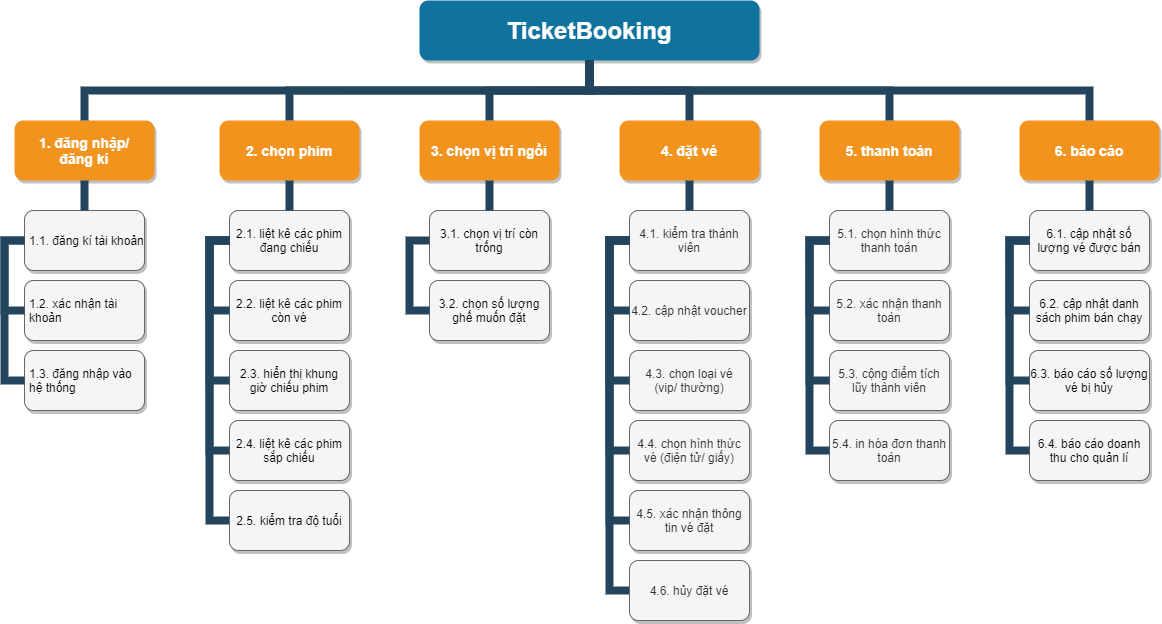 TicketBooking
1. đăng nhập/
đăng kí
1.1. đăng kí tài khoản
1.2. xác nhận tài
khoản
1.3. đăng nhập vào
hệ thống
2. chọn phim
2.1. liệt kê các phim
đang chiếu
2.2. liệt kê các phim
còn vé
2.3. hiển thị khung
giờ chiếu phim
2.4. liệt kê các phim
sắp chiếu
2.5. kiểm tra độ tuổi
3. chọn vị trí ngồi
3.1. chọn vị trí còn
trống
3.2. chọn số lượng
ghế muốn đặt
4. đặt vé
4.1. kiểm tra thành
viên
4.2. cập nhật voucher
4.3. chọn loại vé
(vip/ thường)
4.4. chọn hình thức
vé (điện tử/ giấy)
4.5. xác nhận thông
tin vé đặt
4.6. hủy đặt vé
5. thanh toán
5.1. chọn hình thức
thanh toán
5.2. xác nhận thanh
toán
5.3. cộng điểm tích
lũy thành viên
5.4. in hóa đơn thanh
toán
6. báo cáo
6.1. cập nhật số
lượng vé được bán
6.2. cập nhật danh
sách phim bán chạy
6.3. báo cáo số lượng
vé bị hủy
6.4. báo cáo doanh
thu cho quản lí